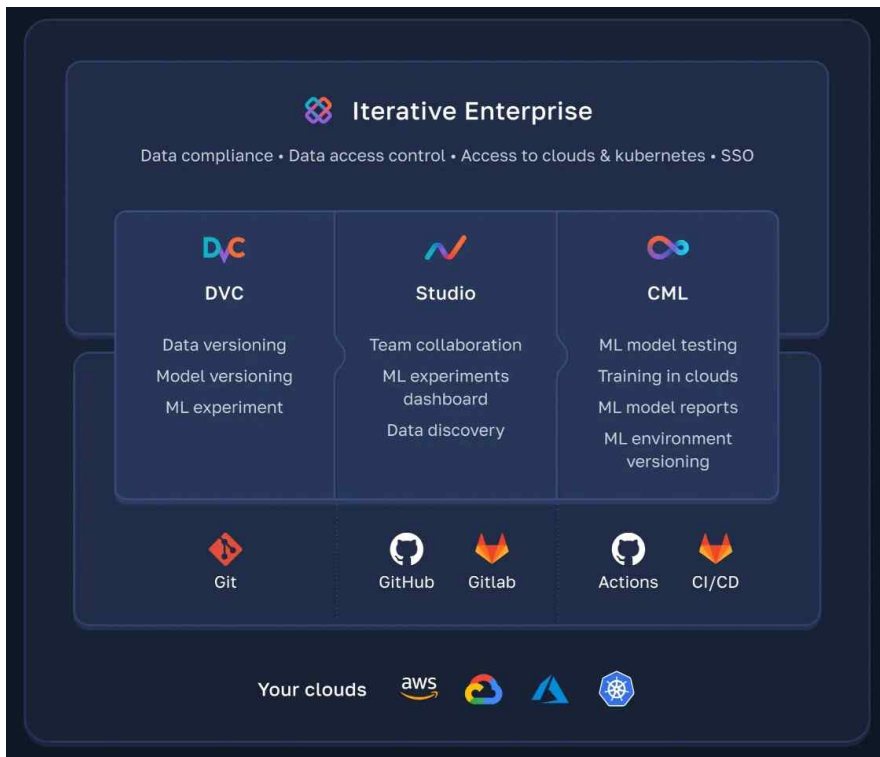 Iterative Enterprise
Data compliance • Data access control • Access to clouds & kubernetes • SSO
DVC
DVC
Data versioning
Model versioning
ML experiment
Studio
Team collaboration
ML experiments
dashboard
Data discovery
CML
ML model testing
Training in clouds
ML model reports
ML environment
versioning
Git
GitHub
Gitlab
Actions
CI/CD
Your clouds
aws